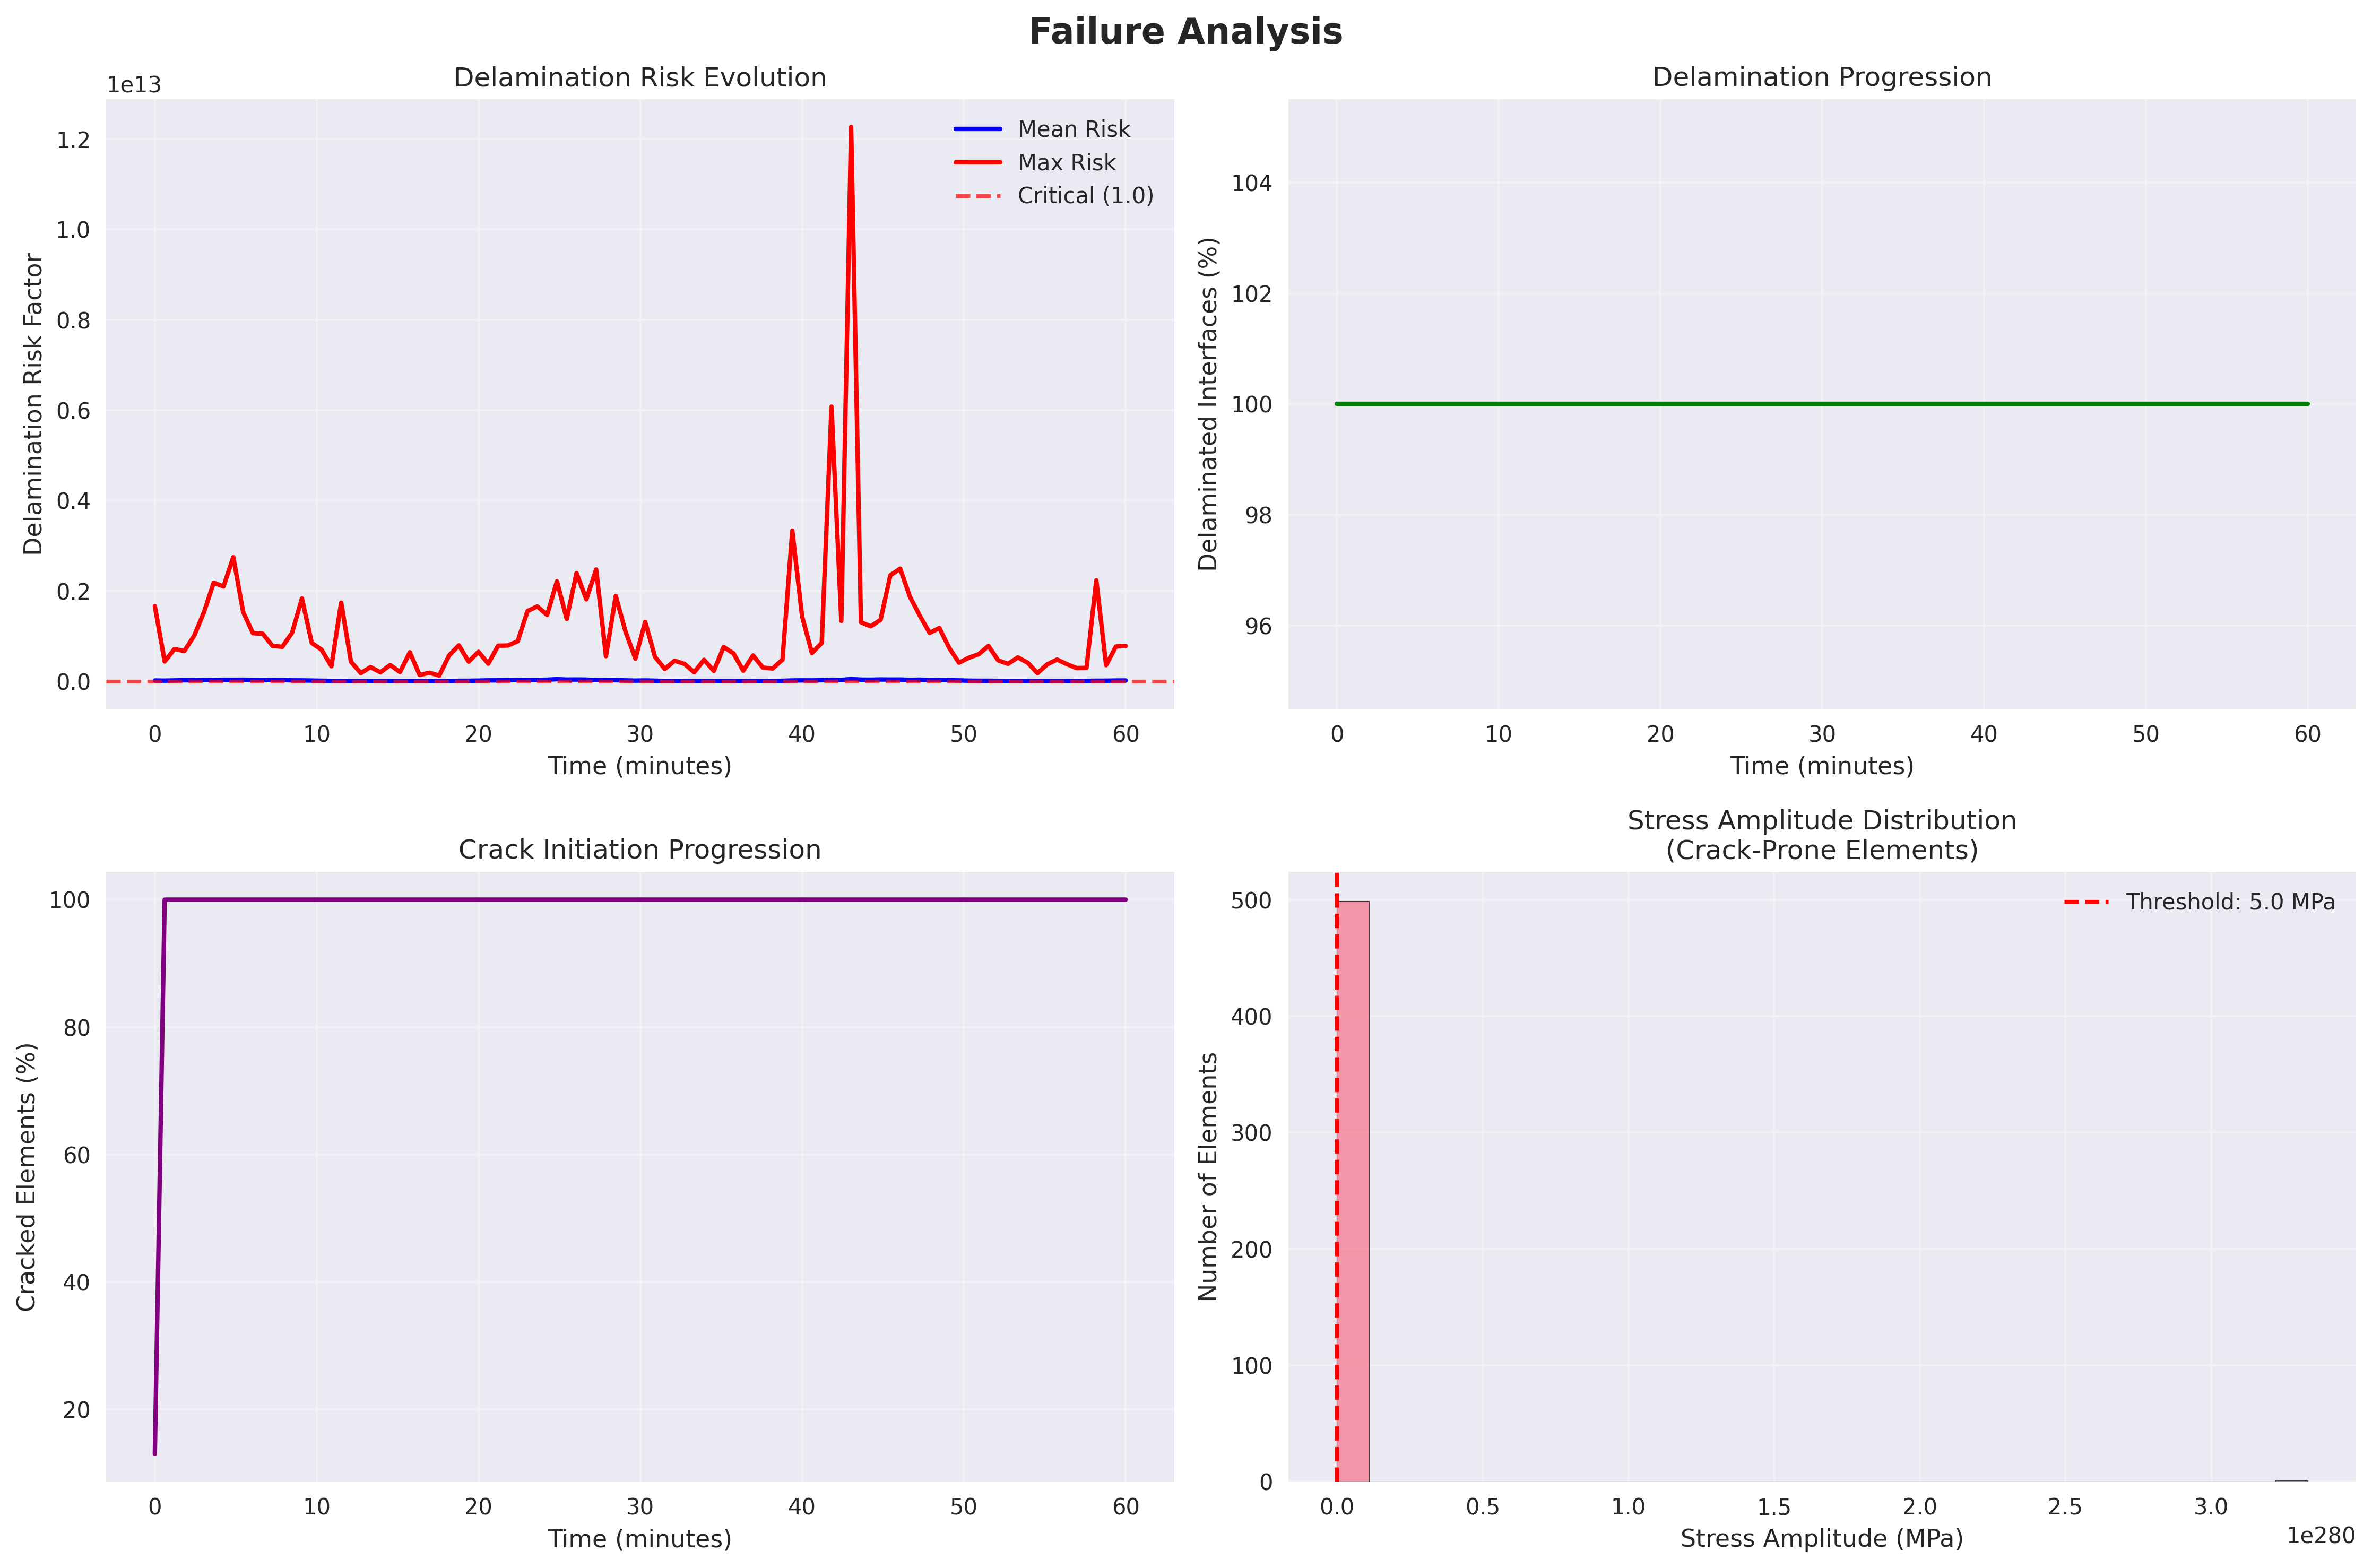 Failure Analysis
Delamination Risk Evolution
1e13
Delamination Risk Factor
1.2
1.0
0.8
0.6
0.4
0.2
0.0
Mean Risk
Max Risk
Critical (1.0)
0 10 20 30 40 50 60
Time (minutes)
Delamination Progression
Delaminated Interfaces (%)
104
102
100
98
96
0 10 20 30 40 50 60
Time (minutes)
Crack Initiation Progression
Cracked Elements (%)
100
80
60
40
20
0 10 20 30 40 50 60
Time (minutes)
Stress Amplitude Distribution
(Crack-Prone Elements)
Number of Elements
500
400
300
200
100
0
Threshold: 5.0 MPa
0.0 0.5 1.0 1.5 2.0 2.5 3.0
1e280
Stress Amplitude (MPa)